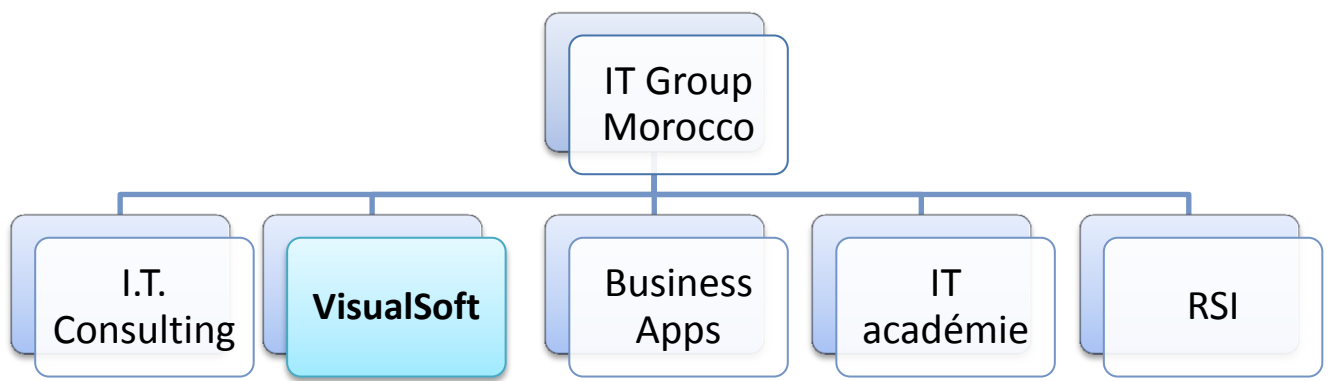 IT Group
Morocco
I.T.
Consulting
VisualSoft
Business
Apps
IT
académie
RSI